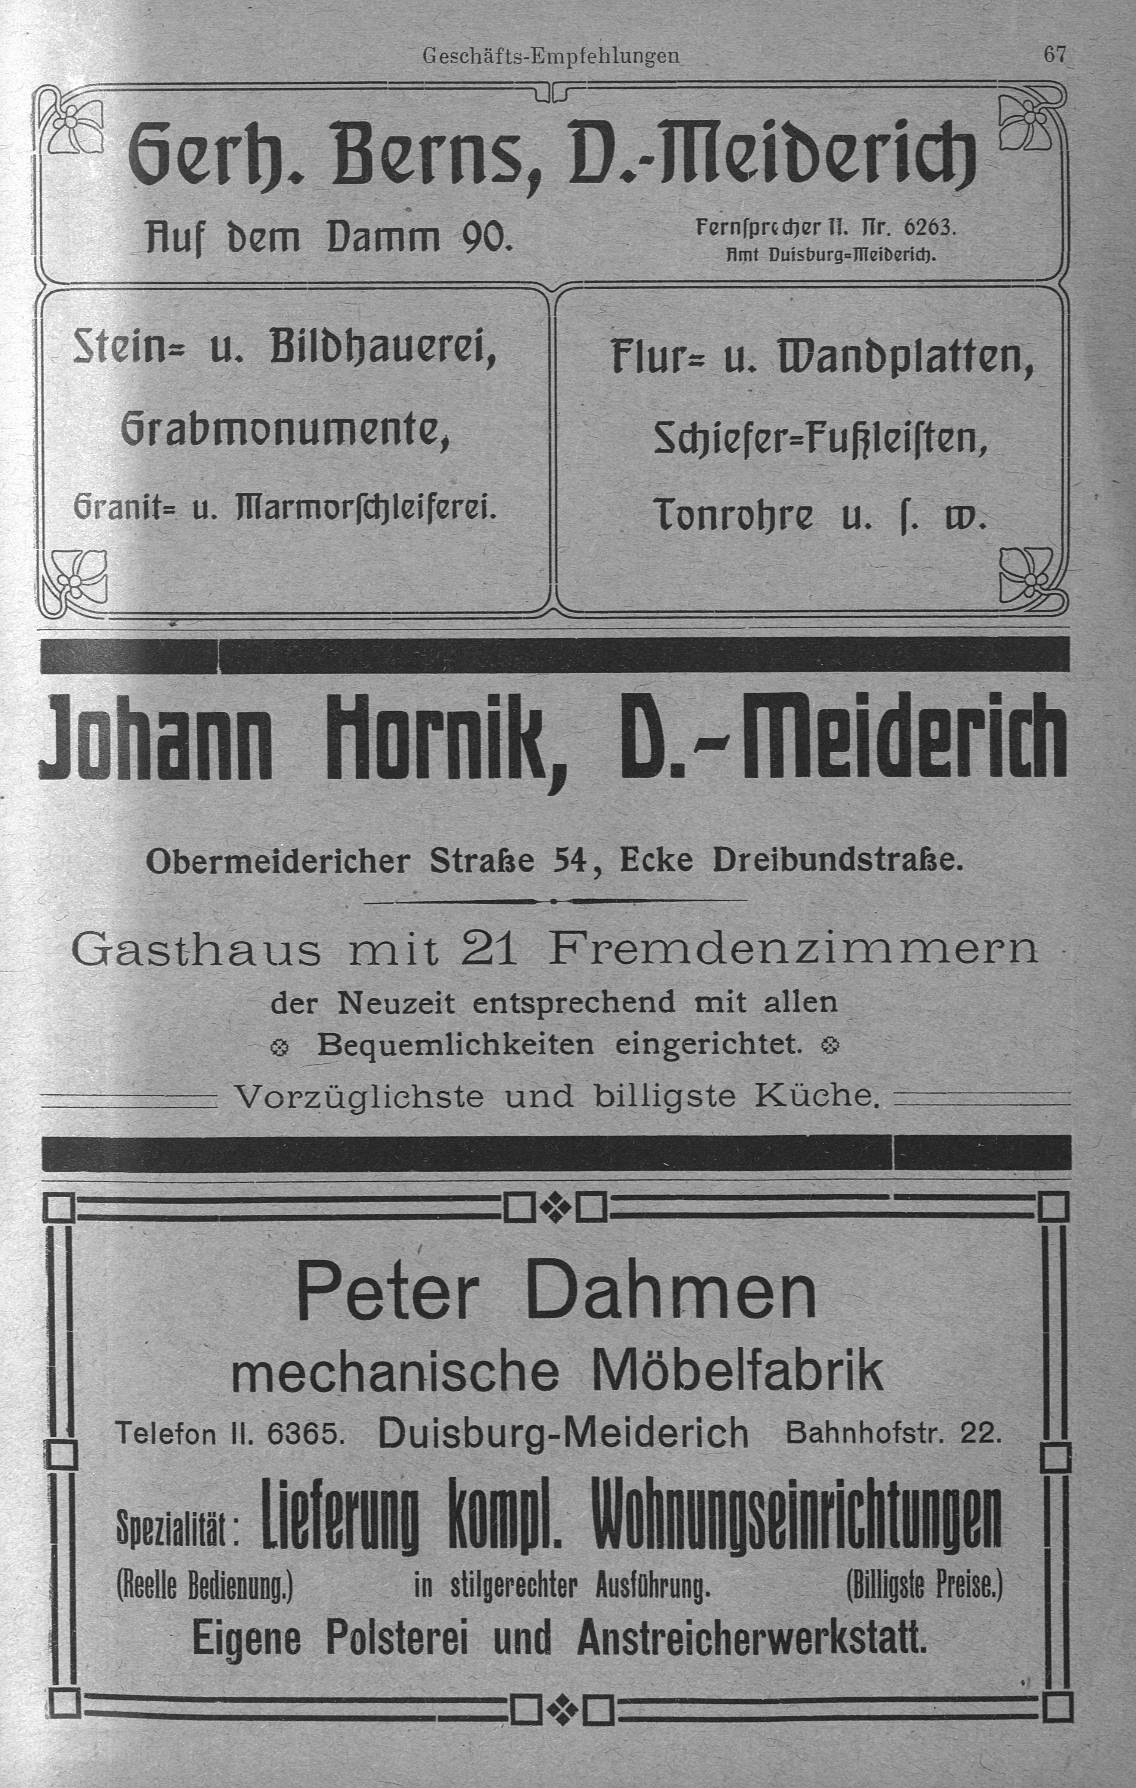 Geschäfts-Empfehlungen 67
Gerh. Berns, D.-Meiderich
Auf dem Damm 90.
Fernſprecher II. Nr. 6263.
Amt Duisburg=Meiderich.
Stein= u. Bildhauerei,
Grabmonumente,
Granit= u. Marmorſchleiferei.
Flur= u. Wandplatten,
Schiefer=Fußleiſten,
Tonrohre u. ſ. w.
Johann Hornik, D.-Meiderich
Obermeidericher Straße 54, Ecke Dreibundstraße.
Gasthaus mit 21 Fremdenzimmern
der Neuzeit entsprechend mit allen
Bequemlichkeiten eingerichtet.
Vorzüglichste und billigste Küche.
Peter Dahmen
mechanische Möbelfabrik
Telefon II. 6365. Duisburg-Meiderich Bahnhofstr. 22.
Spezialität: Lieferung kompl. Wohnungseinrichtungen
(Reelle Bedienung.) in stilgerechter Ausführung. (Billigste Preise.)
Eigene Polsterei und Anstreicherwerkstatt.